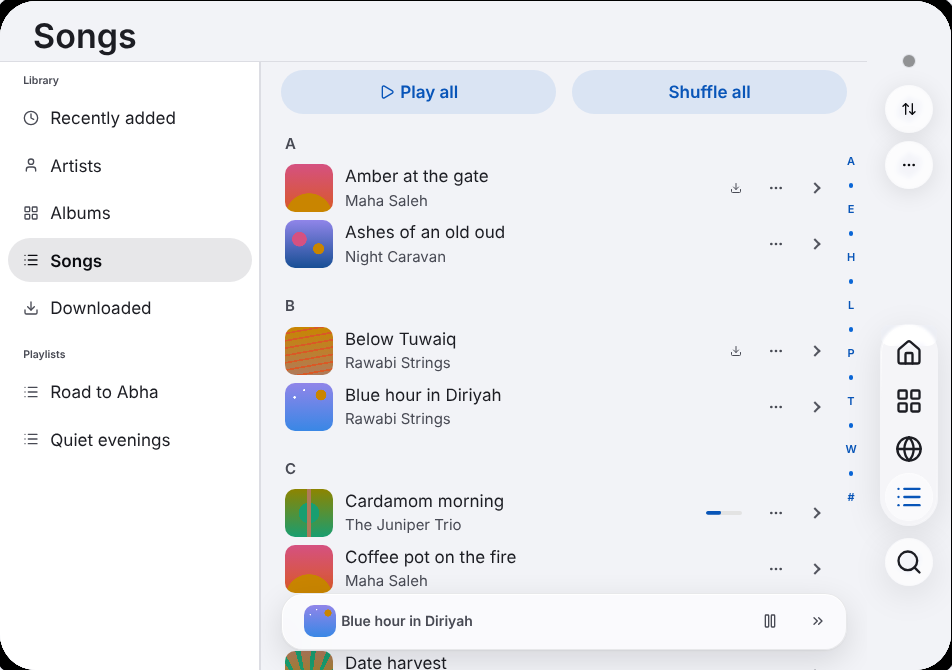 Songs
Library
Recently added
Artists
Albums
Songs
Downloaded
Playlists
Road to Abha
Quiet evenings
Play all
Shuffle all
A
Amber at the gate
Maha Saleh
Ashes of an old oud
Night Caravan
B
Below Tuwaiq
Rawabi Strings
Blue hour in Diriyah
Rawabi Strings
C
Cardamom morning
The Juniper Trio
Coffee pot on the fire
Maha Saleh
Blue hour in Diriyah
Date harvest
A
E
H
L
P
T
W
#